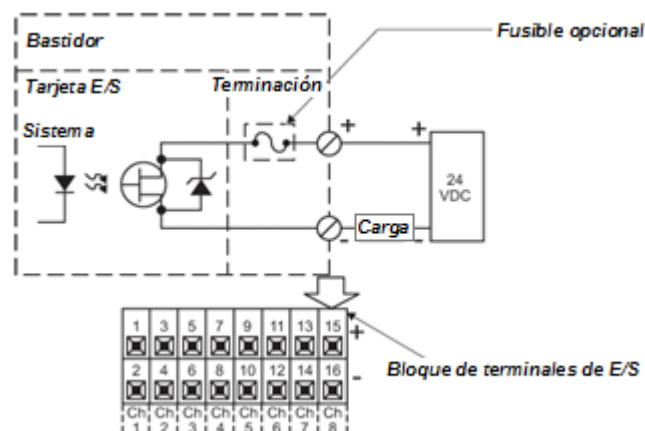 Bastidor
Fusible opcional
Tarjeta E/S
Terminación
Sistema
+
+
24
VDC
-
Carga
-
1 3 5 7 9 11 13 15
+
2 4 6 8 10 12 14 16
-
Bloque de terminales de E/S
Ch Ch Ch Ch Ch Ch Ch Ch
1 2 3 4 5 6 7 8